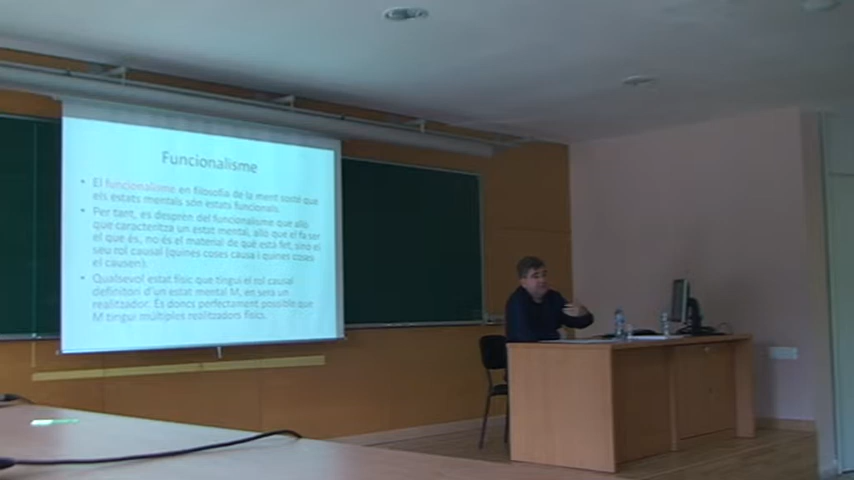 Funcionalisme
• El funcionalisme en filosofia de la ment sosté que
els estats mentals són estats funcionals.
• Per tant, es desprèn del funcionalisme que allò
que caracteritza un estat mental, allò que el fa ser
el que és, no és el material de què està fet, sinó el
seu rol causal (quines coses causa i quines coses
el causen).
• Qualsevol estat físic que tingui el rol causal
definitori d'un estat mental M, en serà un
realitzador. És doncs perfectament possible que
M tingui múltiples realitzadors físics.